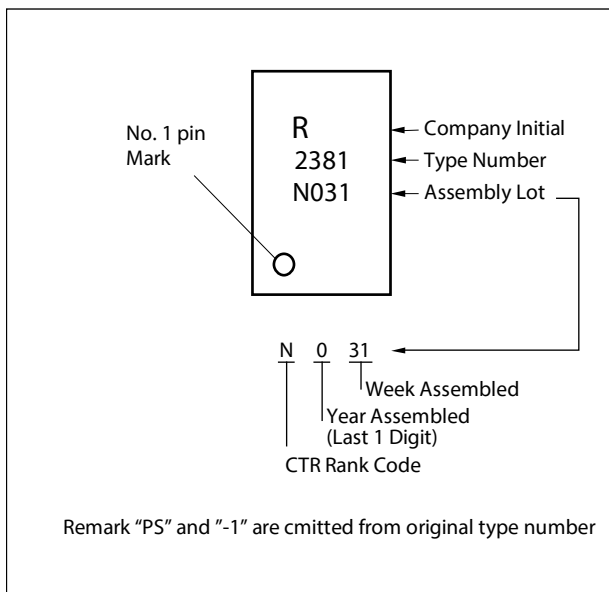 R
2381
N031
No. 1 pin
Mark
Company Initial
Type Number
Assembly Lot
N 0 31
Week Assembled
Year Assembled
(Last 1 Digit)
CTR Rank Code
Remark “PS” and ”-1” are cmitted from original type number